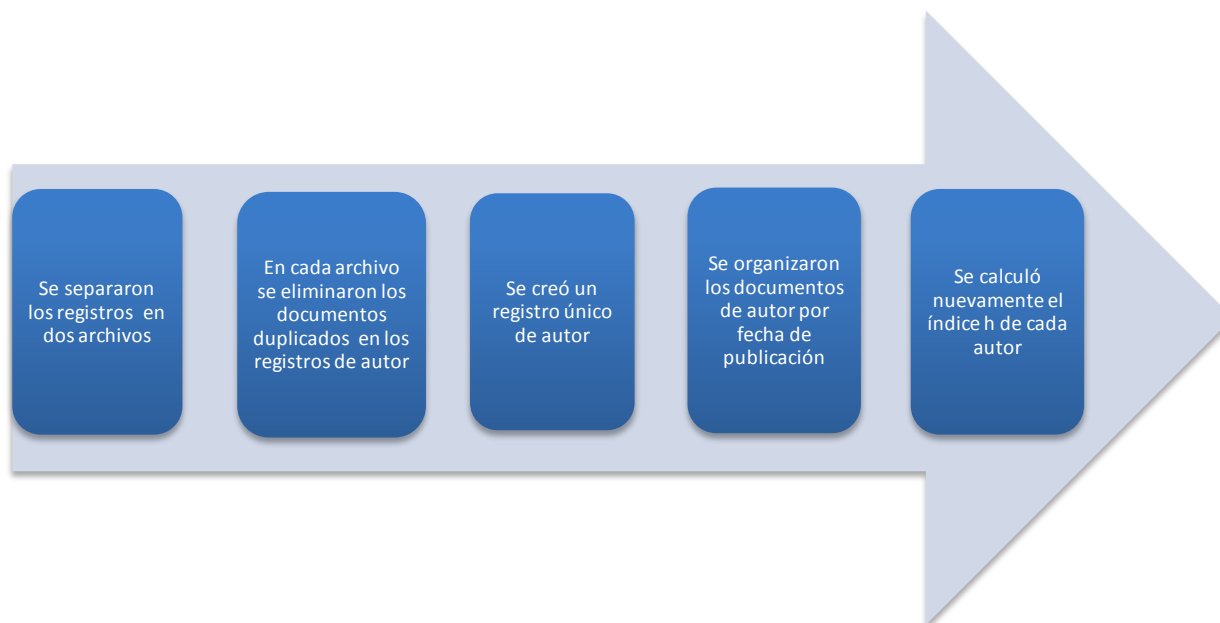 Se separaron
los registros en
dos archivos
En cada archivo
se eliminaron los
documentos
duplicados en los
registros de autor
Se creó un
registro único
de autor
Se organizaron
los documentos
de autor por
fecha de
publicación
Se calculó
nuevamente el
índice h de cada
autor